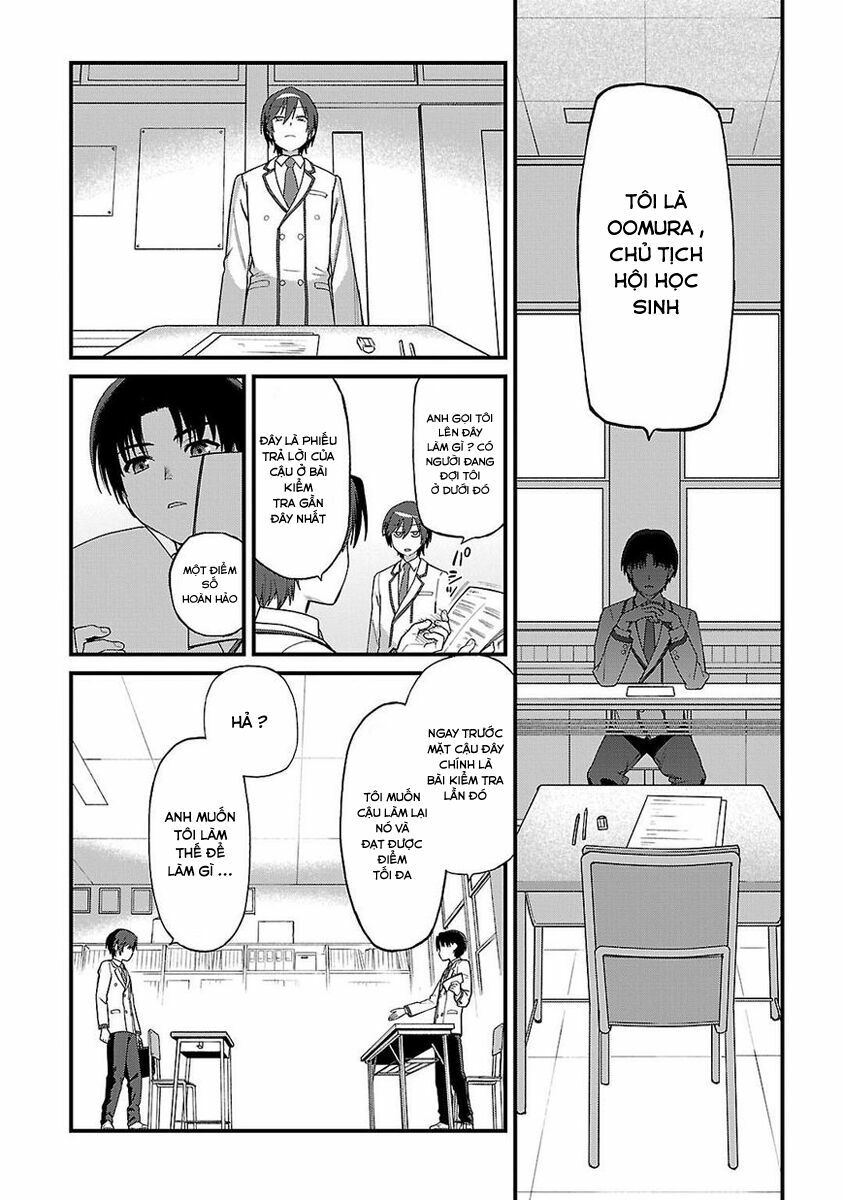 TÔI LÀ
OOMURA ,
CHỦ TỊCH
HỘI HỌC
SINH
ANH GỌI TÔI
LÊN ĐÂY
LÀM GÌ ? CÓ
NGƯỜI ĐANG
ĐỢI TÔI
Ở DƯỚI ĐÓ
ĐÂY LÀ PHIẾU
TRẢ LỜI CỦA
CẬU Ở BÀI
KIỂM
TRA GẦN
ĐÂY NHẤT
MỘT ĐIỂM
SỐ
HOÀN HẢO
NGAY TRƯỚC
MẶT CẬU ĐÂY
CHÍNH LÀ
BÀI KIỂM TRA
LẦN ĐÓ
TÔI MUỐN
CẬU LÀM LẠI
NÓ VÀ
ĐẠT ĐƯỢC
ĐIỂM
TỐI ĐA
HẢ ?
ANH MUỐN
TÔI LÀM
THẾ ĐỂ
LÀM GÌ ...